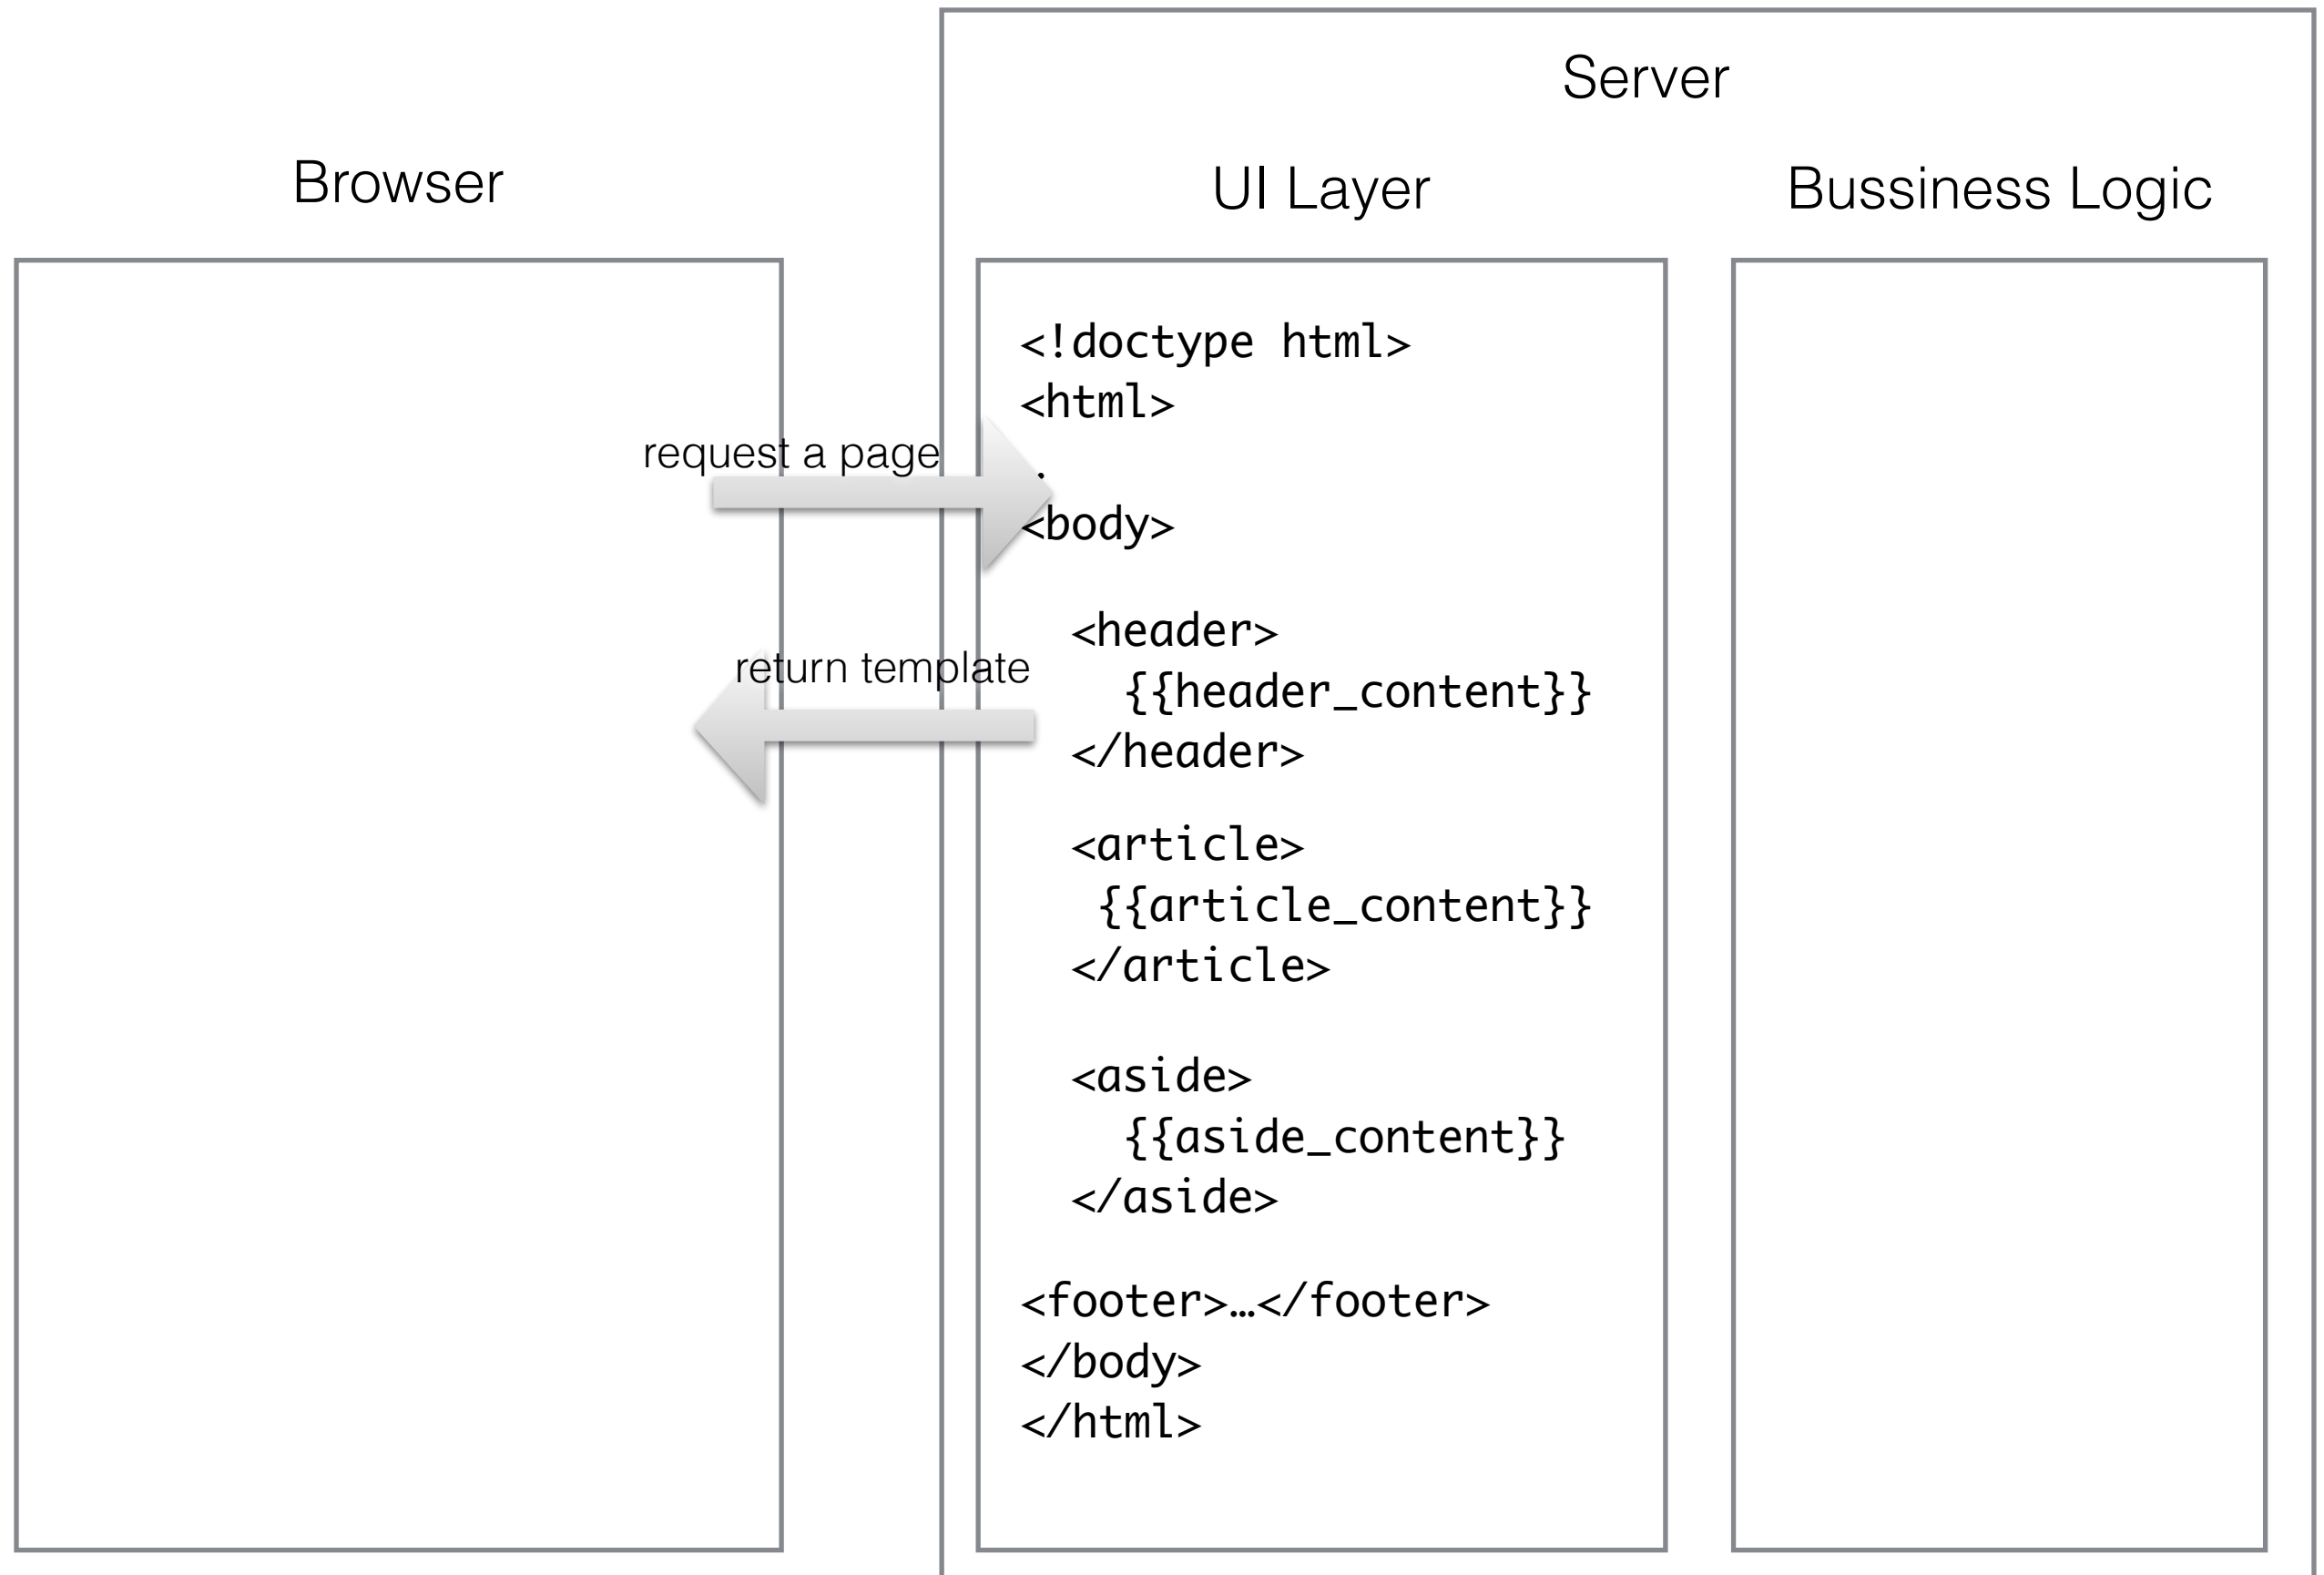 Server
Browser
UI Layer
Bussiness Logic
request a page
return template
<!doctype html>
<html>
.
<body>
<header>
{{header_content}}
</header>
<article>
{{article_content}}
</article>
<aside>
{{aside_content}}
</aside>
<footer>…</footer>
</body>
</html>